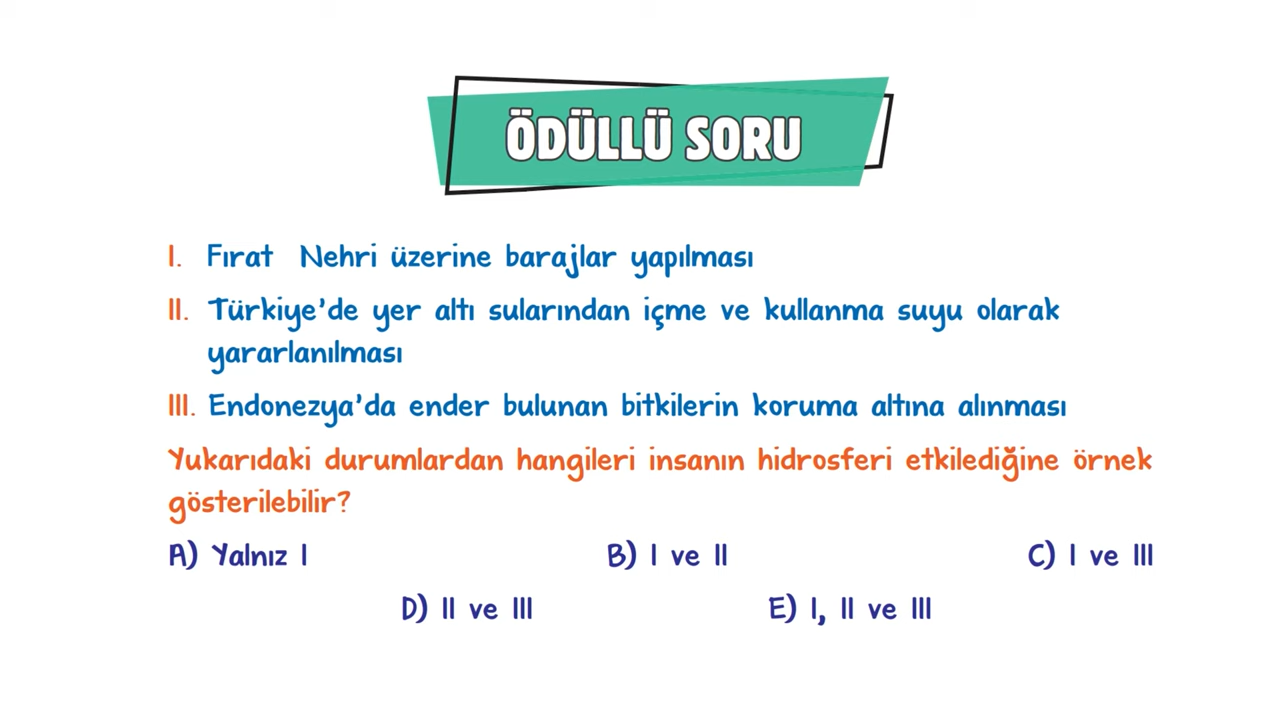 ÖDÜLLÜ SORU
I. Fırat Nehri üzerine barajlar yapılması
II. Türkiye'de yer altı sularından içme ve kullanma suyu olarak
yararlanılması
III. Endonezya'da ender bulunan bitkilerin koruma altına alınması
Yukarıdaki durumlardan hangileri insanın hidrosferi etkilediğine örnek
gösterilebilir?
A) Yalnız I B) I ve II C) I ve III
D) II ve III E) I, II ve III